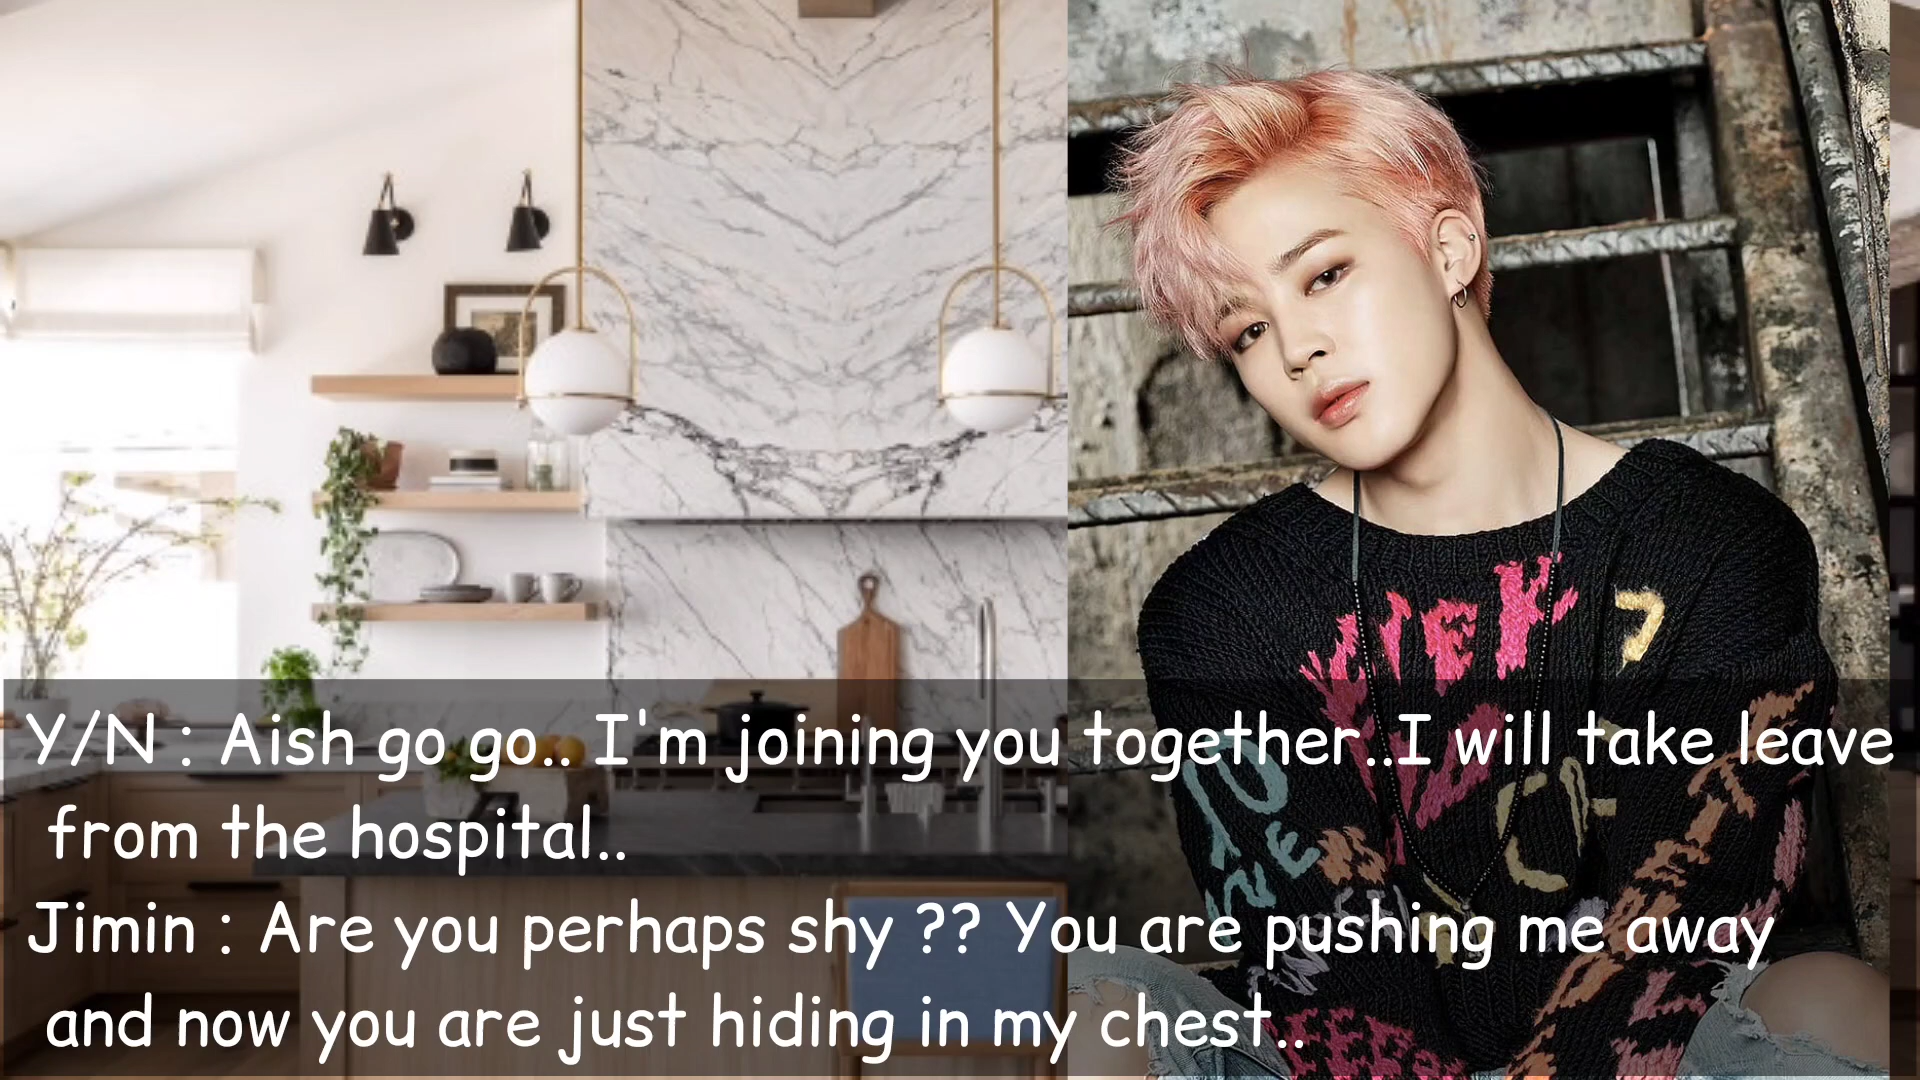 Y/N : Aish go go.. I'm joining you together..I will take leave
from the hospital..
Jimin : Are you perhaps shy ?? You are pushing me away
and now you are just hiding in my chest..